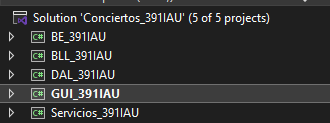 Solution 'Conciertos_391IAU' (5 of 5 projects)
C# BE_391IAU
C# BLL_391IAU
C# DAL_391IAU
C# GUI_391IAU
C# Servicios_391IAU